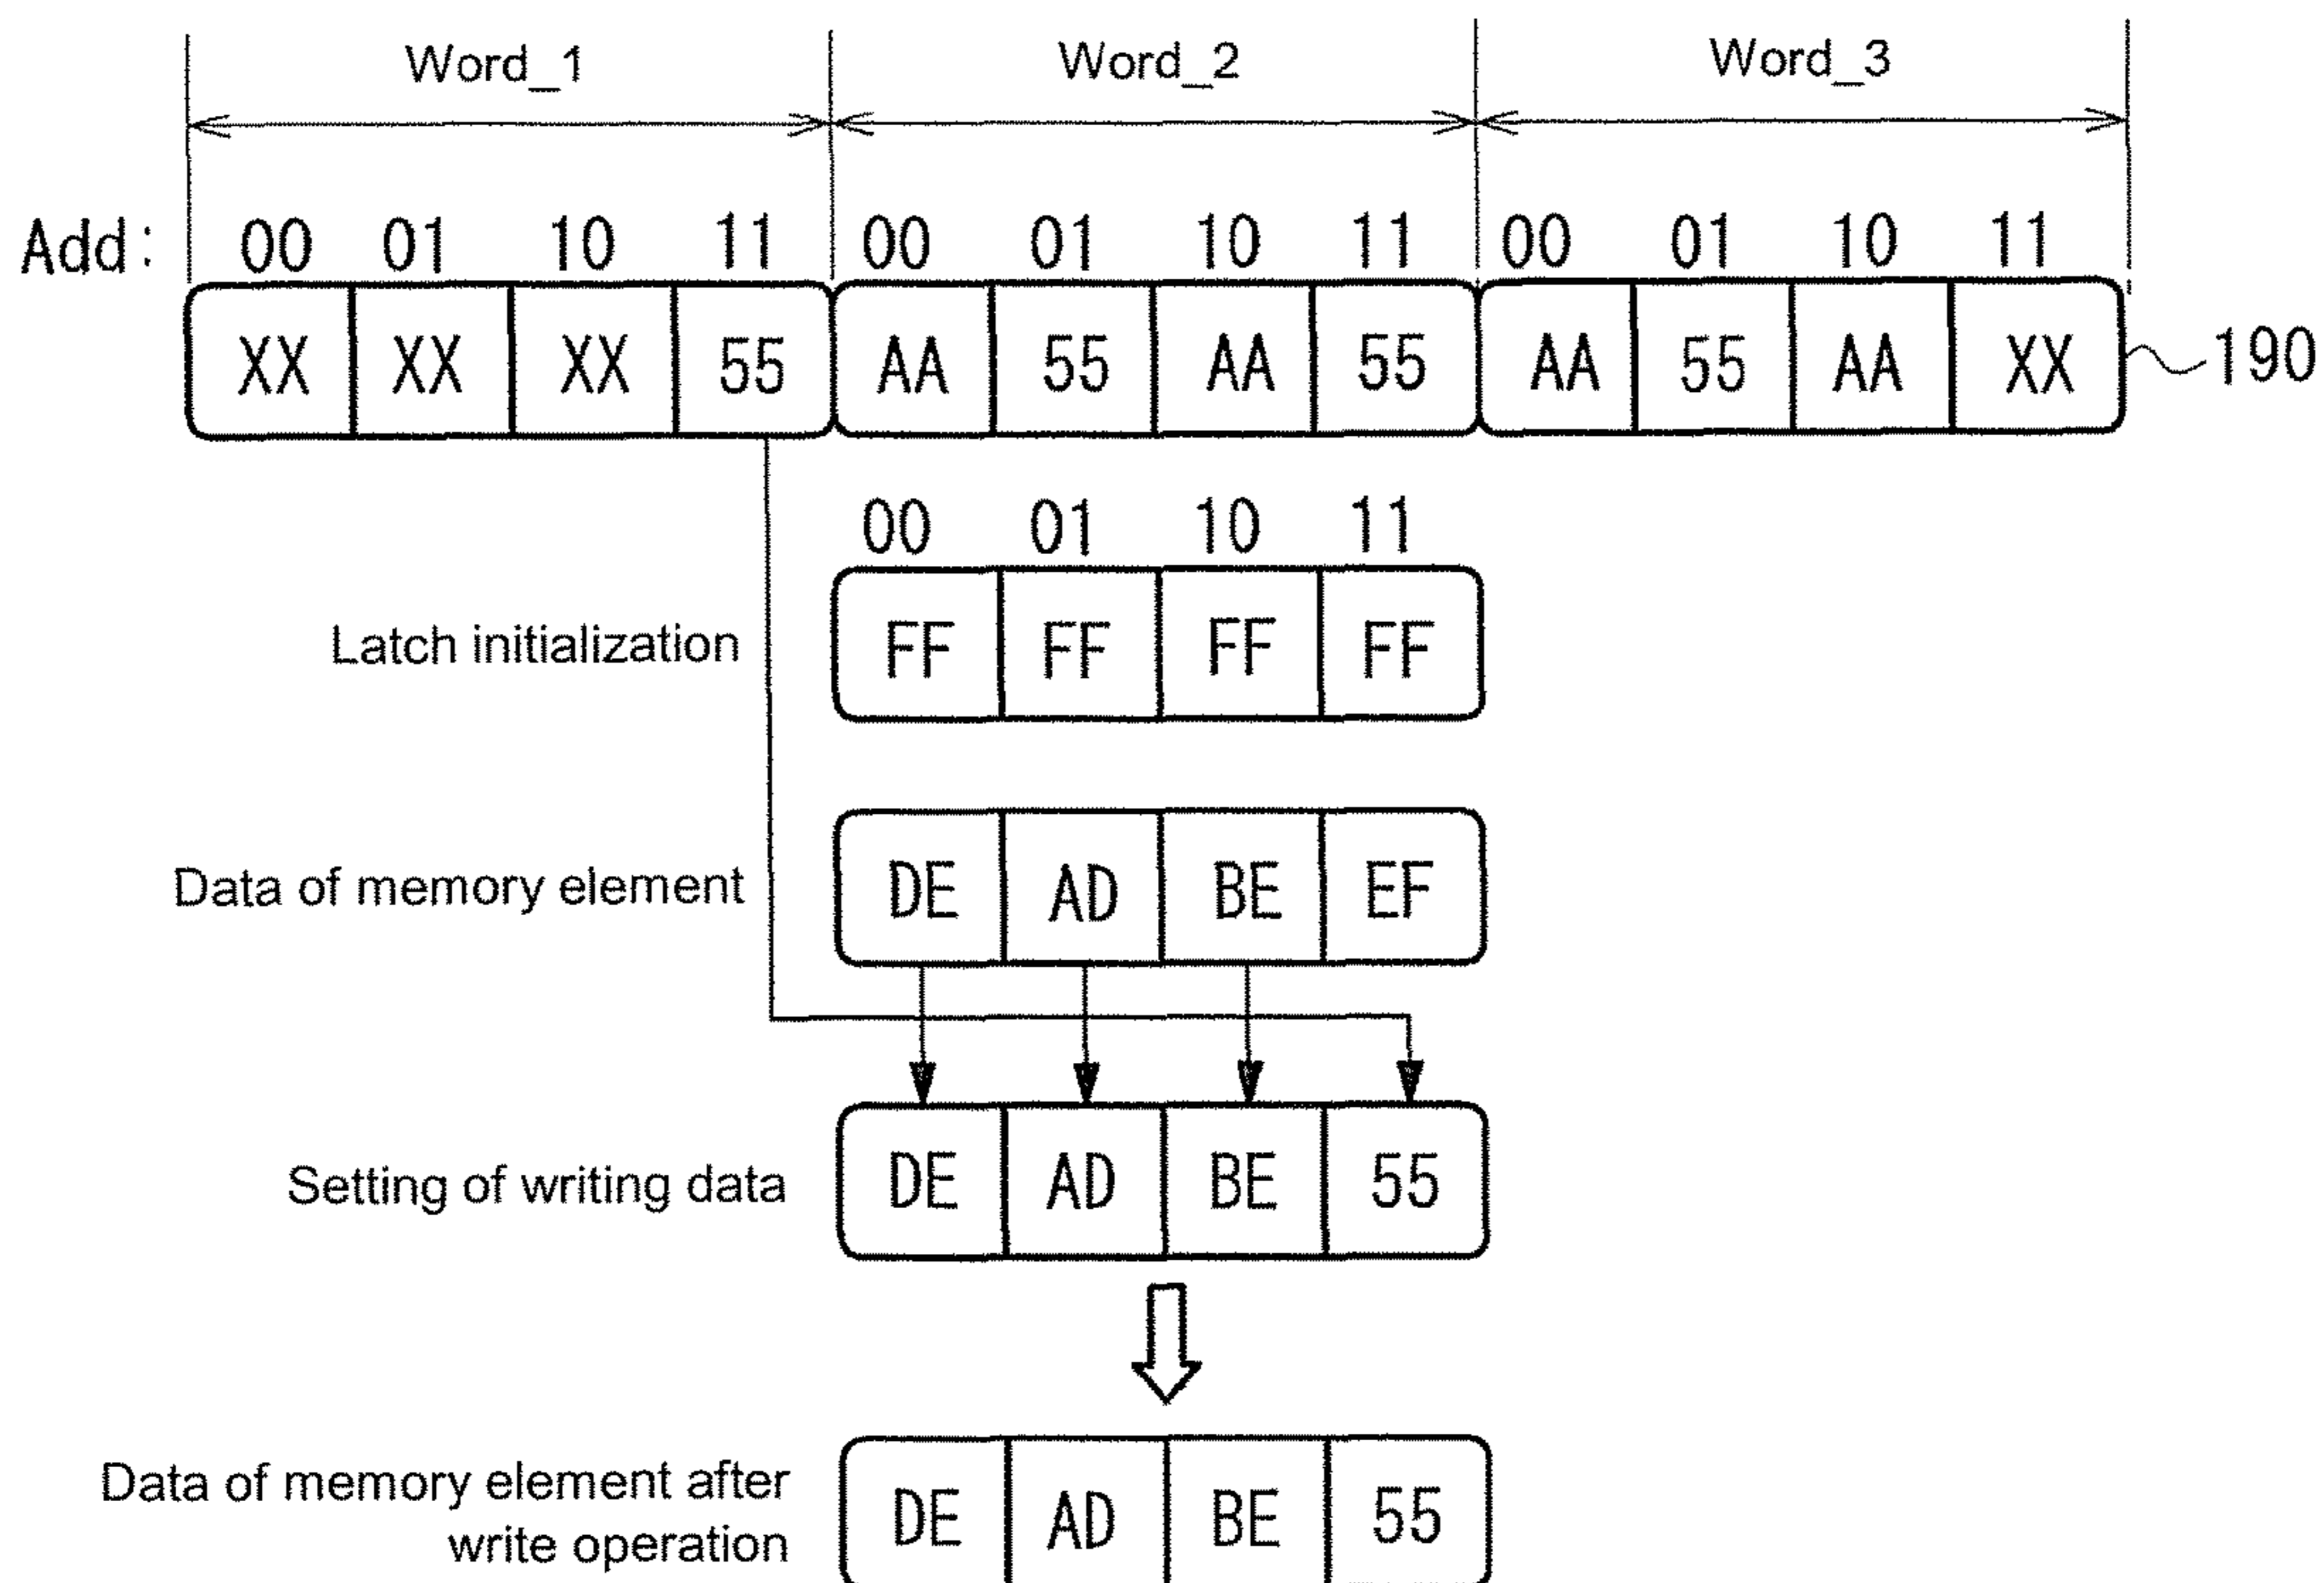 Word_1 Word_2 Word_3
Add: 00 01 10 11 00 01 10 11 00 01 10 11
XX XX XX 55 AA 55 AA 55 AA 55 AA XX 190
00 01 10 11
Latch initialization FF FF FF FF
Data of memory element DE AD BE EF
Setting of writing data DE AD BE 55
Data of memory element after
write operation DE AD BE 55